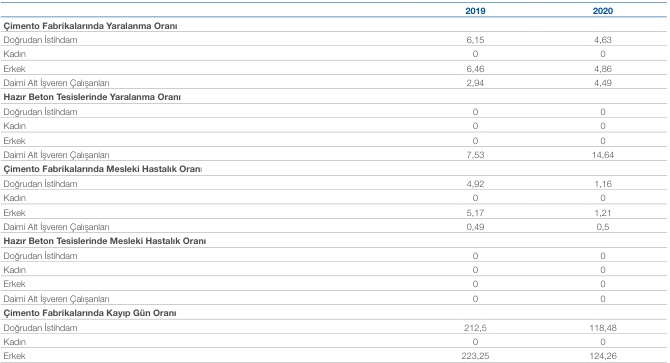 2019 2020
Çimento Fabrikalarında Yaralanma Oranı
Doğrudan İstihdam 6,15 4,63
Kadın 0 0
Erkek 6,46 4,86
Daimi Alt İşveren Çalışanları 2,94 4,49
Hazır Beton Tesislerinde Yaralanma Oranı
Doğrudan İstihdam 0 0
Kadın 0 0
Erkek 0 0
Daimi Alt İşveren Çalışanları 7,53 14,64
Çimento Fabrikalarında Mesleki Hastalık Oranı
Doğrudan İstihdam 4,92 1,16
Kadın 0 0
Erkek 5,17 1,21
Daimi Alt İşveren Çalışanları 0,49 0,5
Hazır Beton Tesislerinde Mesleki Hastalık Oranı
Doğrudan İstihdam 0 0
Kadın 0 0
Erkek 0 0
Daimi Alt İşveren Çalışanları 0 0
Çimento Fabrikalarında Kayıp Gün Oranı
Doğrudan İstihdam 212,5 118,48
Kadın 0 0
Erkek 223,25 124,26